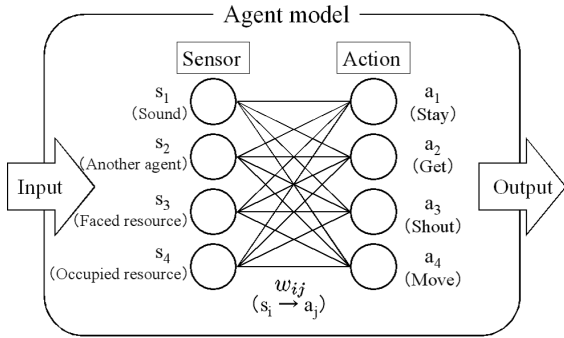 Agent model
Sensor
Action
s1
(Sound)
s2
(Another agent)
s3
(Faced resource)
s4
(Occupied resource)
a1
(Stay)
a2
(Get)
a3
(Shout)
a4
(Move)
Input
Output
wij
(si → aj)